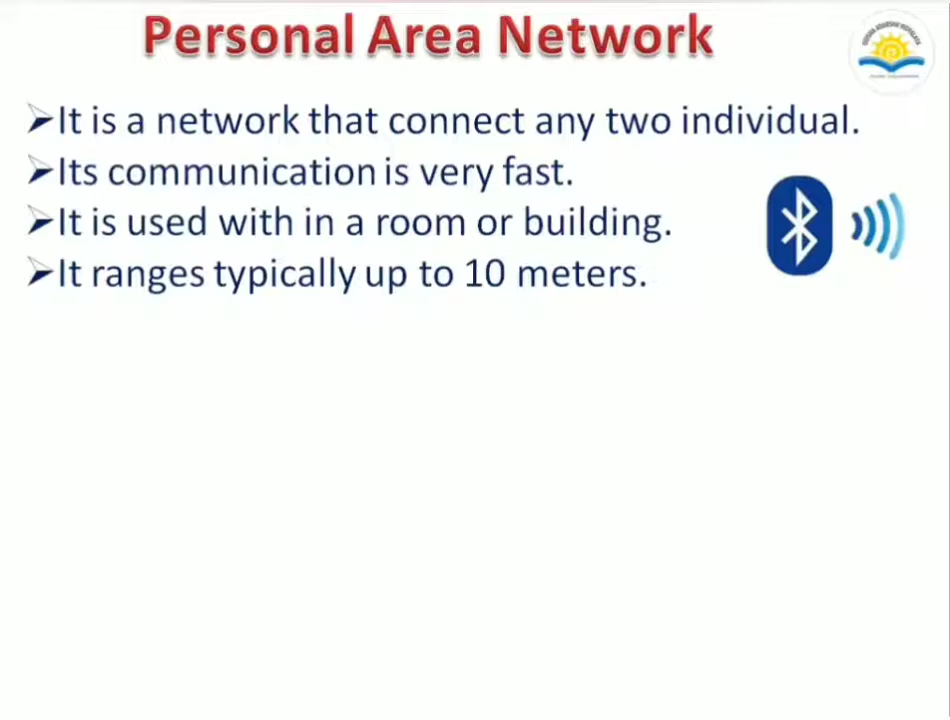 Personal Area Network
➢It is a network that connect any two individual.
➢Its communication is very fast.
➢It is used with in a room or building.
➢It ranges typically up to 10 meters.